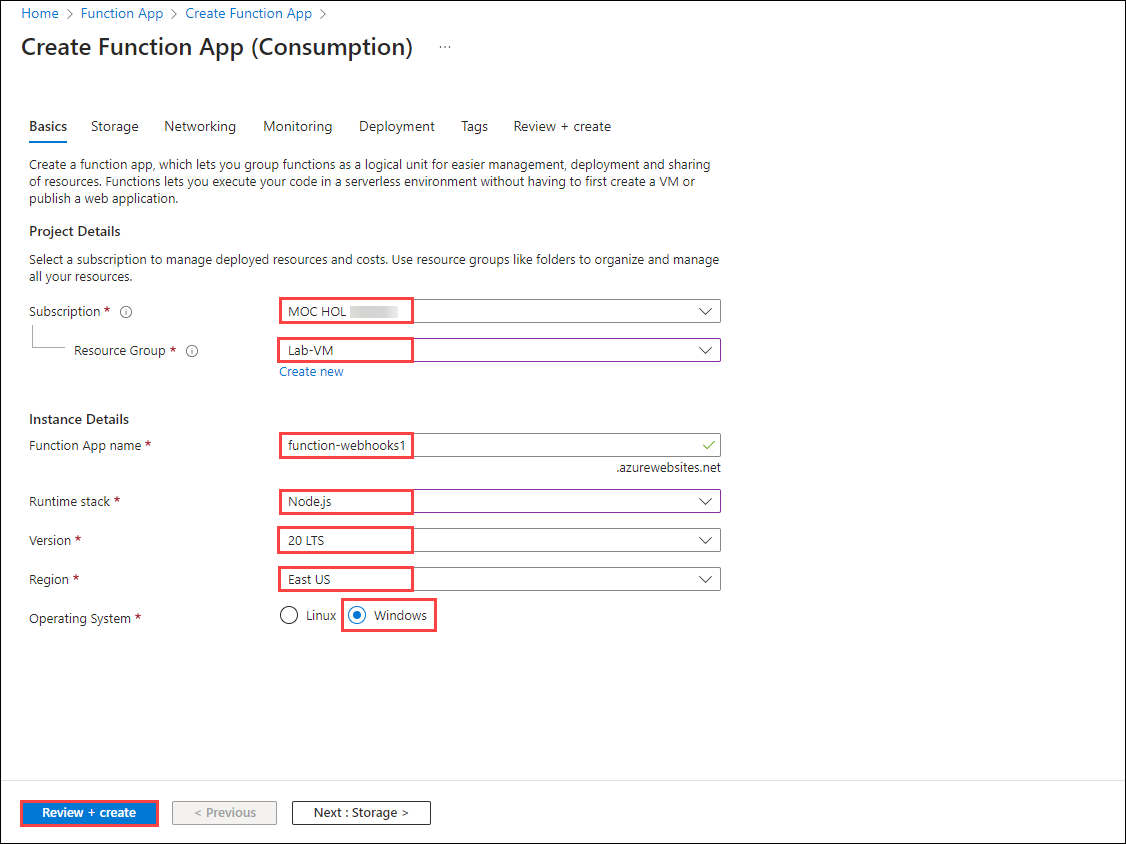 Home > Function App > Create Function App >
Create Function App (Consumption) ...
Basics Storage Networking Monitoring Deployment Tags Review + create
Create a function app, which lets you group functions as a logical unit for easier management, deployment and sharing
of resources. Functions lets you execute your code in a serverless environment without having to first create a VM or
publish a web application.
Project Details
Select a subscription to manage deployed resources and costs. Use resource groups like folders to organize and manage
all your resources.
Subscription * MOC HOL
Resource Group * Lab-VM
Create new
Instance Details
Function App name * function-webhooks1
.azurewebsites.net
Runtime stack * Node.js
Version * 20 LTS
Region * East US
Operating System * Linux Windows
Review + create < Previous Next : Storage >